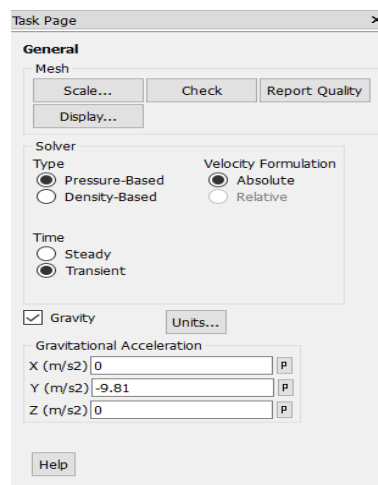 Task Page ×
General
Mesh
Scale... Check Report Quality
Display...
Solver
Type Velocity Formulation
Pressure-Based Absolute
Density-Based Relative
Time
Steady
Transient
Gravity Units...
Gravitational Acceleration
X (m/s2) 0 P
Y (m/s2) -9.81 P
Z (m/s2) 0 P
Help